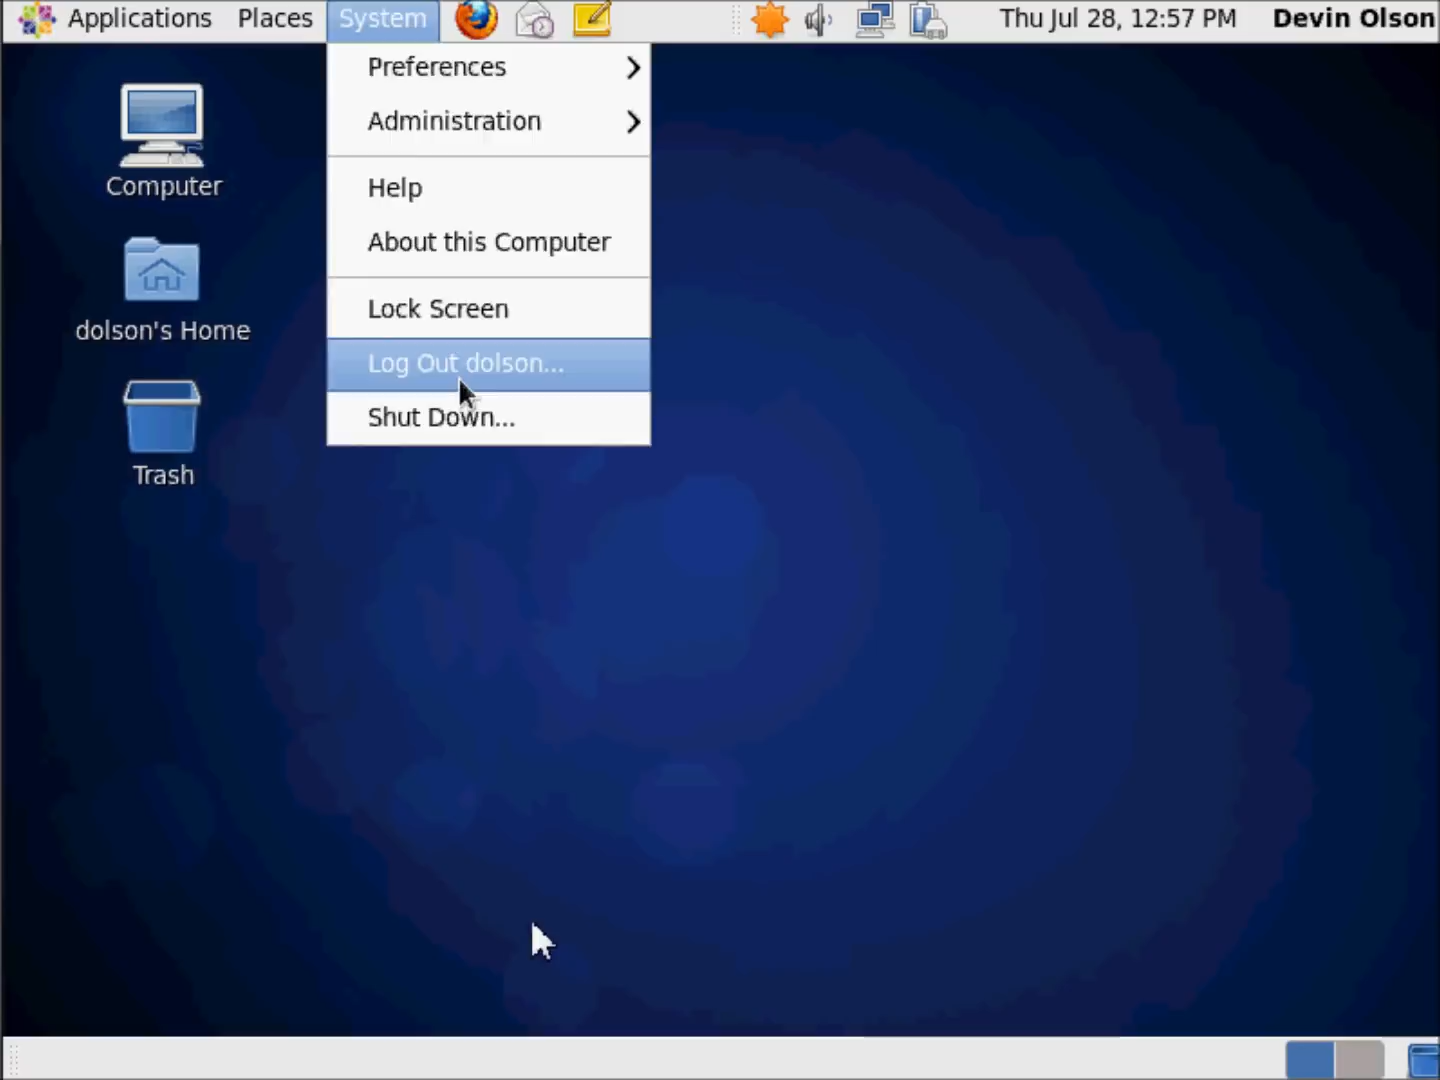 Applications Places System Thu Jul 28, 12:57 PM Devin Olson
Preferences
Administration
Help
About this Computer
Lock Screen
Log Out dolson...
Shut Down...
Computer
dolson's Home
Trash